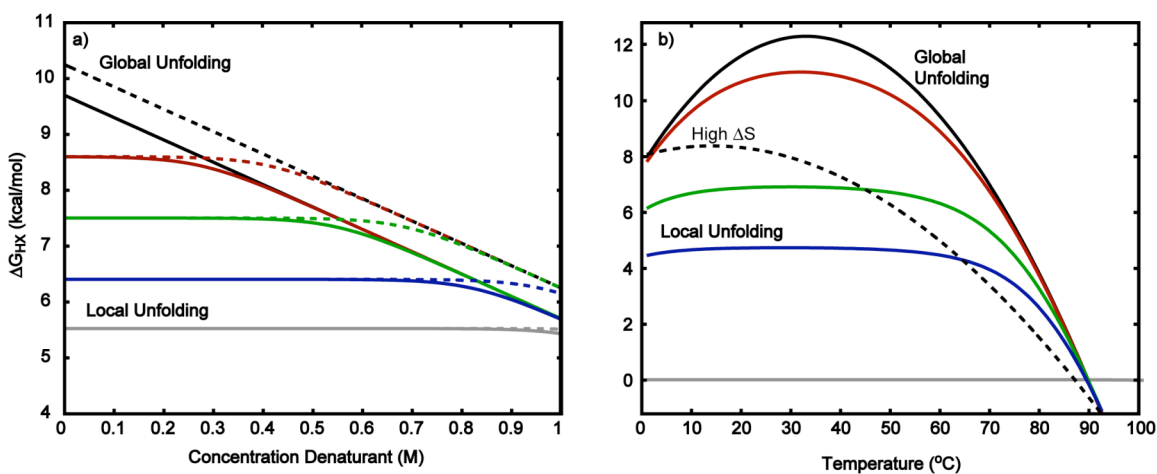 a)
Global Unfolding
Local Unfolding
ΔG_HX (kcal/mol)
11
10
9
8
7
6
5
4
0 0.1 0.2 0.3 0.4 0.5 0.6 0.7 0.8 0.9 1
Concentration Denaturant (M)
b)
Global
Unfolding
High ΔS
Local Unfolding
12
10
8
6
4
2
0
0 10 20 30 40 50 60 70 80 90 100
Temperature (°C)